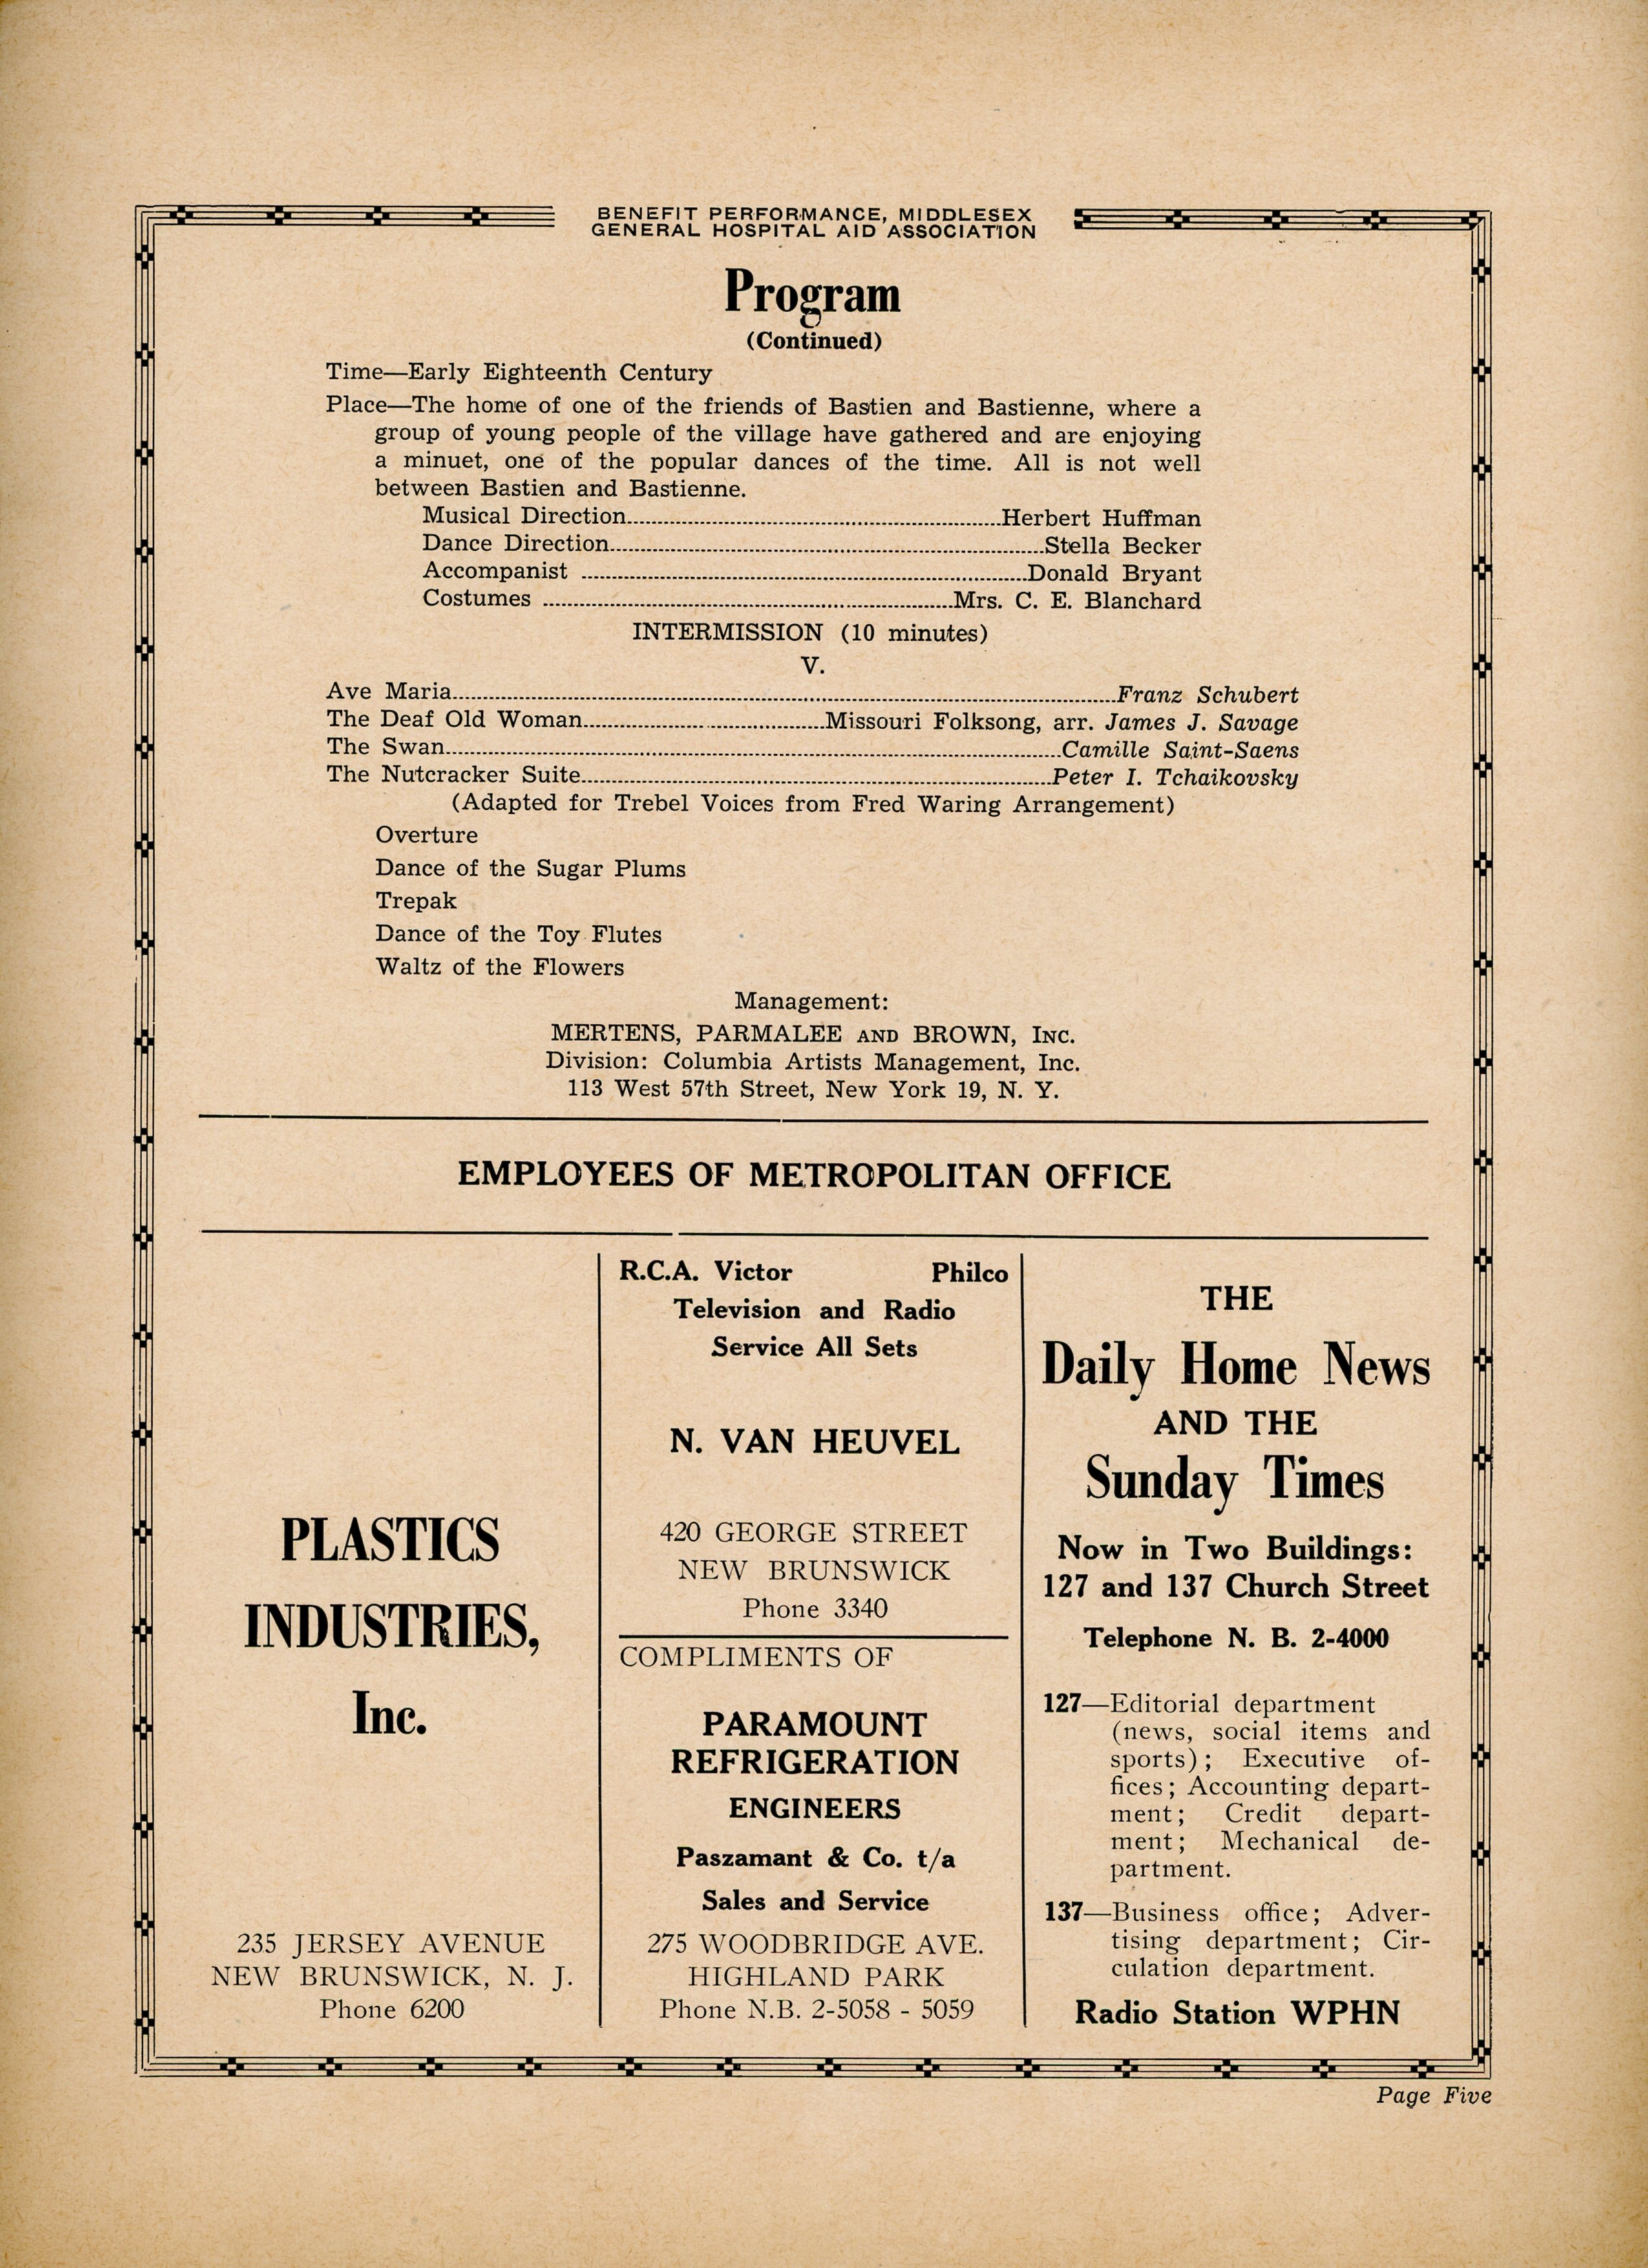 BENEFIT PERFORMANCE, MIDDLESEX
GENERAL HOSPITAL AID ASSOCIATION
Program
(Continued)
Time—Early Eighteenth Century
Place—The home of one of the friends of Bastien and Bastienne, where a
group of young people of the village have gathered and are enjoying
a minuet, one of the popular dances of the time. All is not well
between Bastien and Bastienne.
Musical Direction..........Herbert Huffman
Dance Direction..........Stella Becker
Accompanist ..........Donald Bryant
Costumes ..........Mrs. C. E. Blanchard
INTERMISSION (10 minutes)
V.
Ave Maria..........Franz Schubert
The Deaf Old Woman..........Missouri Folksong, arr. James J. Savage
The Swan..........Camille Saint-Saens
The Nutcracker Suite..........Peter I. Tchaikovsky
(Adapted for Trebel Voices from Fred Waring Arrangement)
Overture
Dance of the Sugar Plums
Trepak
Dance of the Toy Flutes
Waltz of the Flowers
Management:
MERTENS, PARMALEE AND BROWN, INC.
Division: Columbia Artists Management, Inc.
113 West 57th Street, New York 19, N. Y.
EMPLOYEES OF METROPOLITAN OFFICE
PLASTICS
INDUSTRIES,
Inc.
235 JERSEY AVENUE
NEW BRUNSWICK, N. J.
Phone 6200
R.C.A. Victor Philco
Television and Radio
Service All Sets
N. VAN HEUVEL
420 GEORGE STREET
NEW BRUNSWICK
Phone 3340
COMPLIMENTS OF
PARAMOUNT
REFRIGERATION
ENGINEERS
Paszamant & Co. t/a
Sales and Service
275 WOODBRIDGE AVE.
HIGHLAND PARK
Phone N.B. 2-5058 - 5059
THE
Daily Home News
AND THE
Sunday Times
Now in Two Buildings:
127 and 137 Church Street
Telephone N. B. 2-4000
127—Editorial department
(news, social items and
sports); Executive of-
fices; Accounting depart-
ment; Credit depart-
ment; Mechanical de-
partment.
137—Business office; Adver-
tising department; Cir-
culation department.
Radio Station WPHN
Page Five